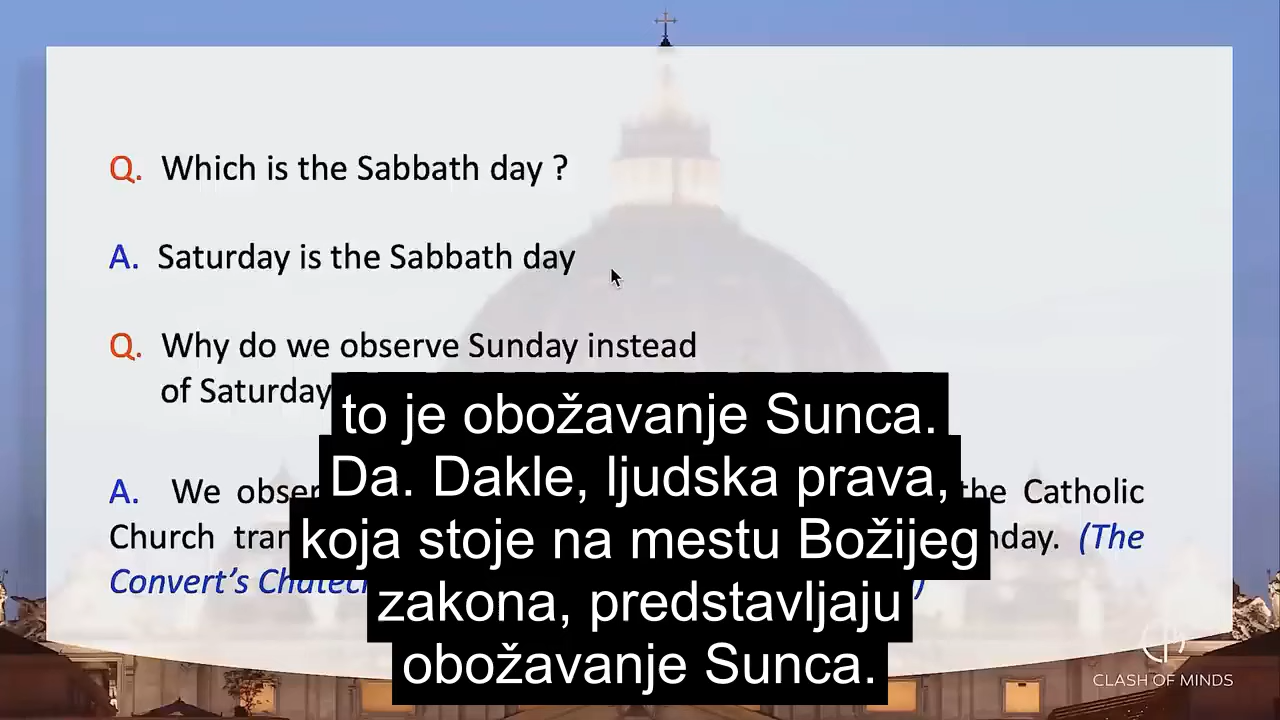 Q. Which is the Sabbath day ?
A. Saturday is the Sabbath day
Q. Why do we observe Sunday instead
of Saturday
A. We obser the Catholic
Church tran nday. (The
Convert's Chatec )
to je obožavanje Sunca.
Da. Dakle, ljudska prava,
koja stoje na mestu Božijeg
zakona, predstavljaju
obožavanje Sunca.
CLASH OF MINDS